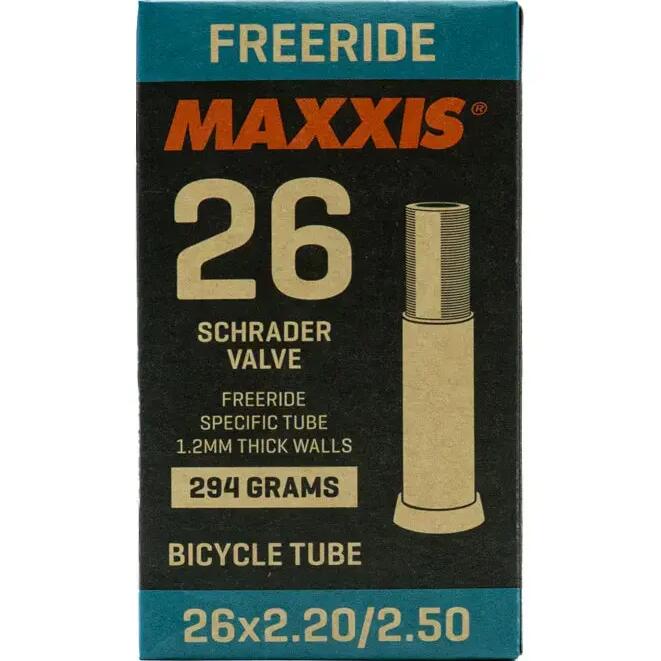 FREERIDE
MAXXIS®
26
SCHRADER
VALVE
FREERIDE
SPECIFIC TUBE
1.2MM THICK WALLS
294 GRAMS
BICYCLE TUBE
26x2.20/2.50